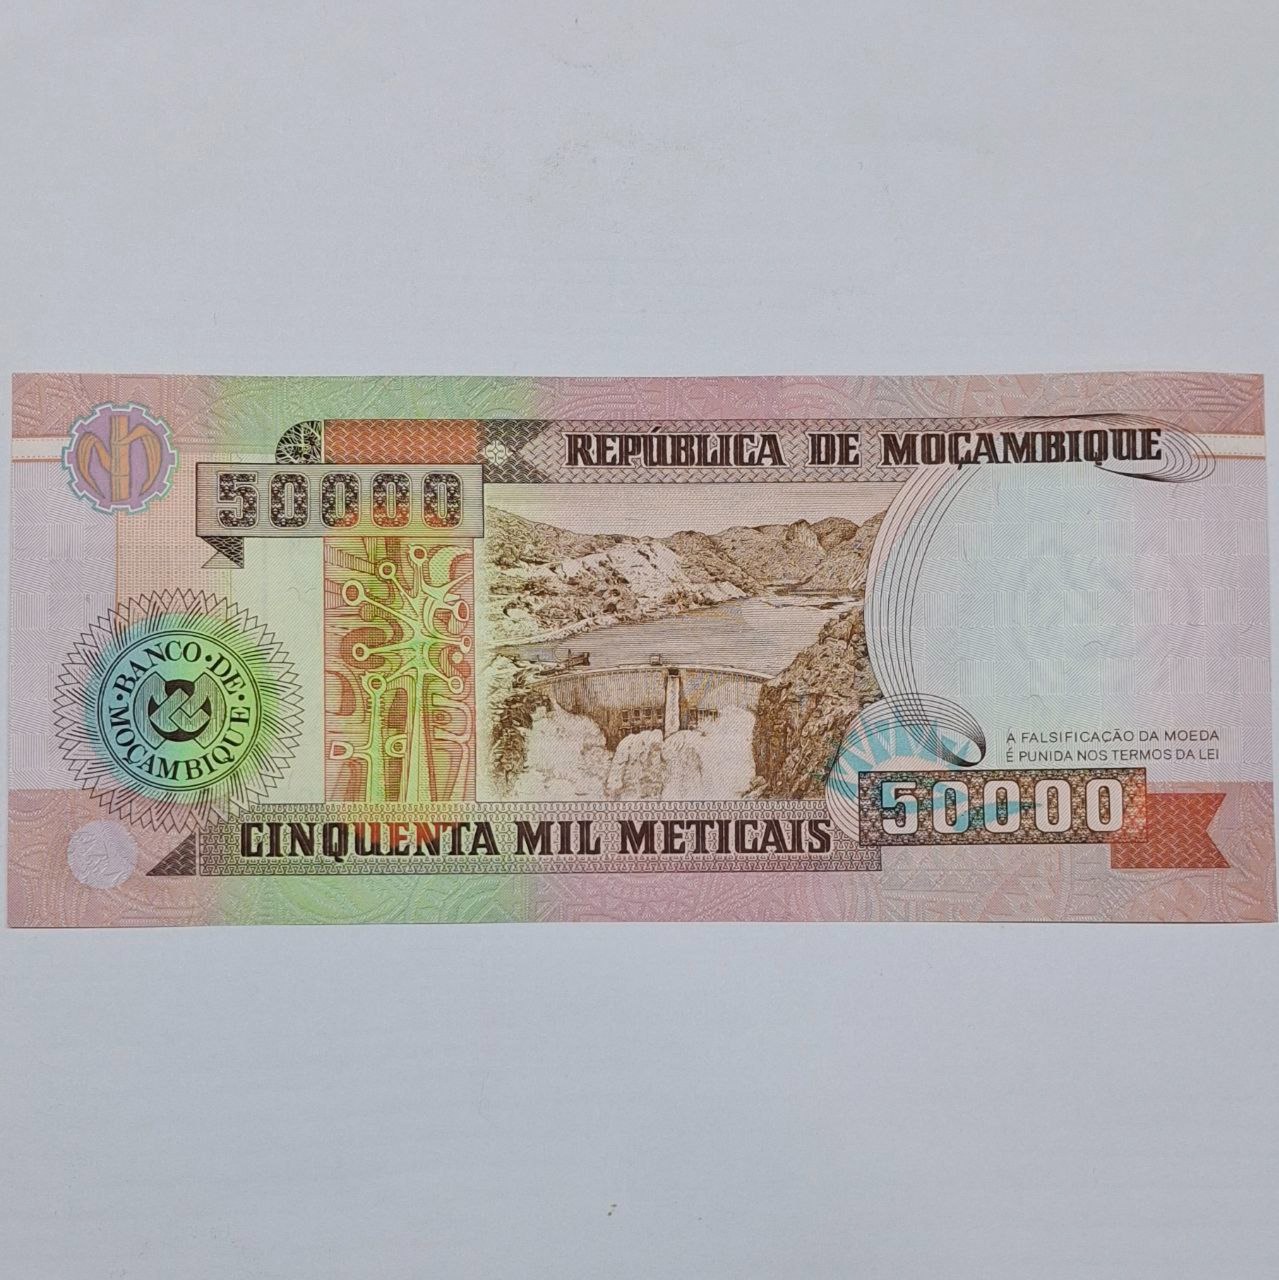 REPÚBLICA DE MOÇAMBIQUE
50000
BANCO DE MOÇAMBIQUE
A FALSIFICAÇÃO DA MOEDA
É PUNIDA NOS TERMOS DA LEI
50000
CINQUENTA MIL METICAIS